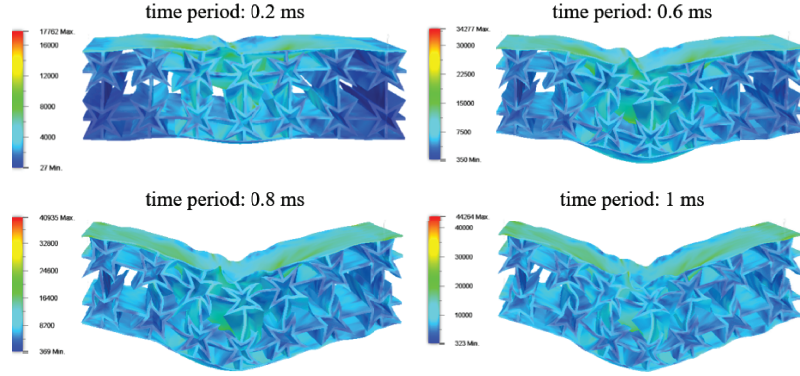 time period: 0.2 ms
17762 Max.
16000
12000
8000
4000
27 Min.
time period: 0.6 ms
34277 Max.
30000
22500
15000
7500
350 Min.
time period: 0.8 ms
40935 Max.
32800
24600
16400
8700
369 Min.
time period: 1 ms
44264 Max.
40000
30000
20000
10000
323 Min.